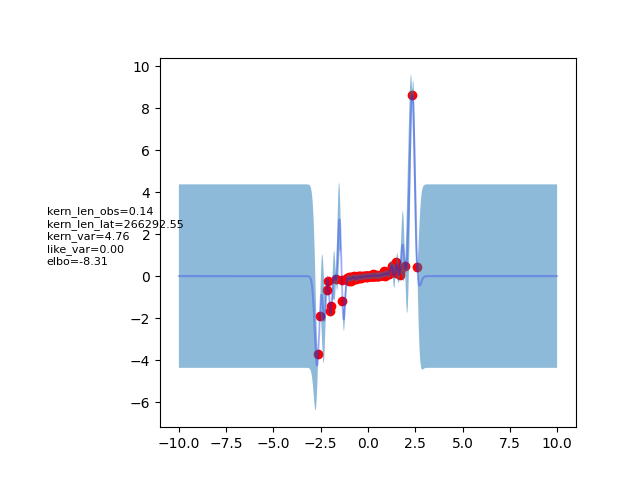 10
8
6
4
2
0
−2
−4
−6
kern_len_obs=0.14
kern_len_lat=266292.55
kern_var=4.76
like_var=0.00
elbo=-8.31
−10.0 −7.5 −5.0 −2.5 0.0 2.5 5.0 7.5 10.0